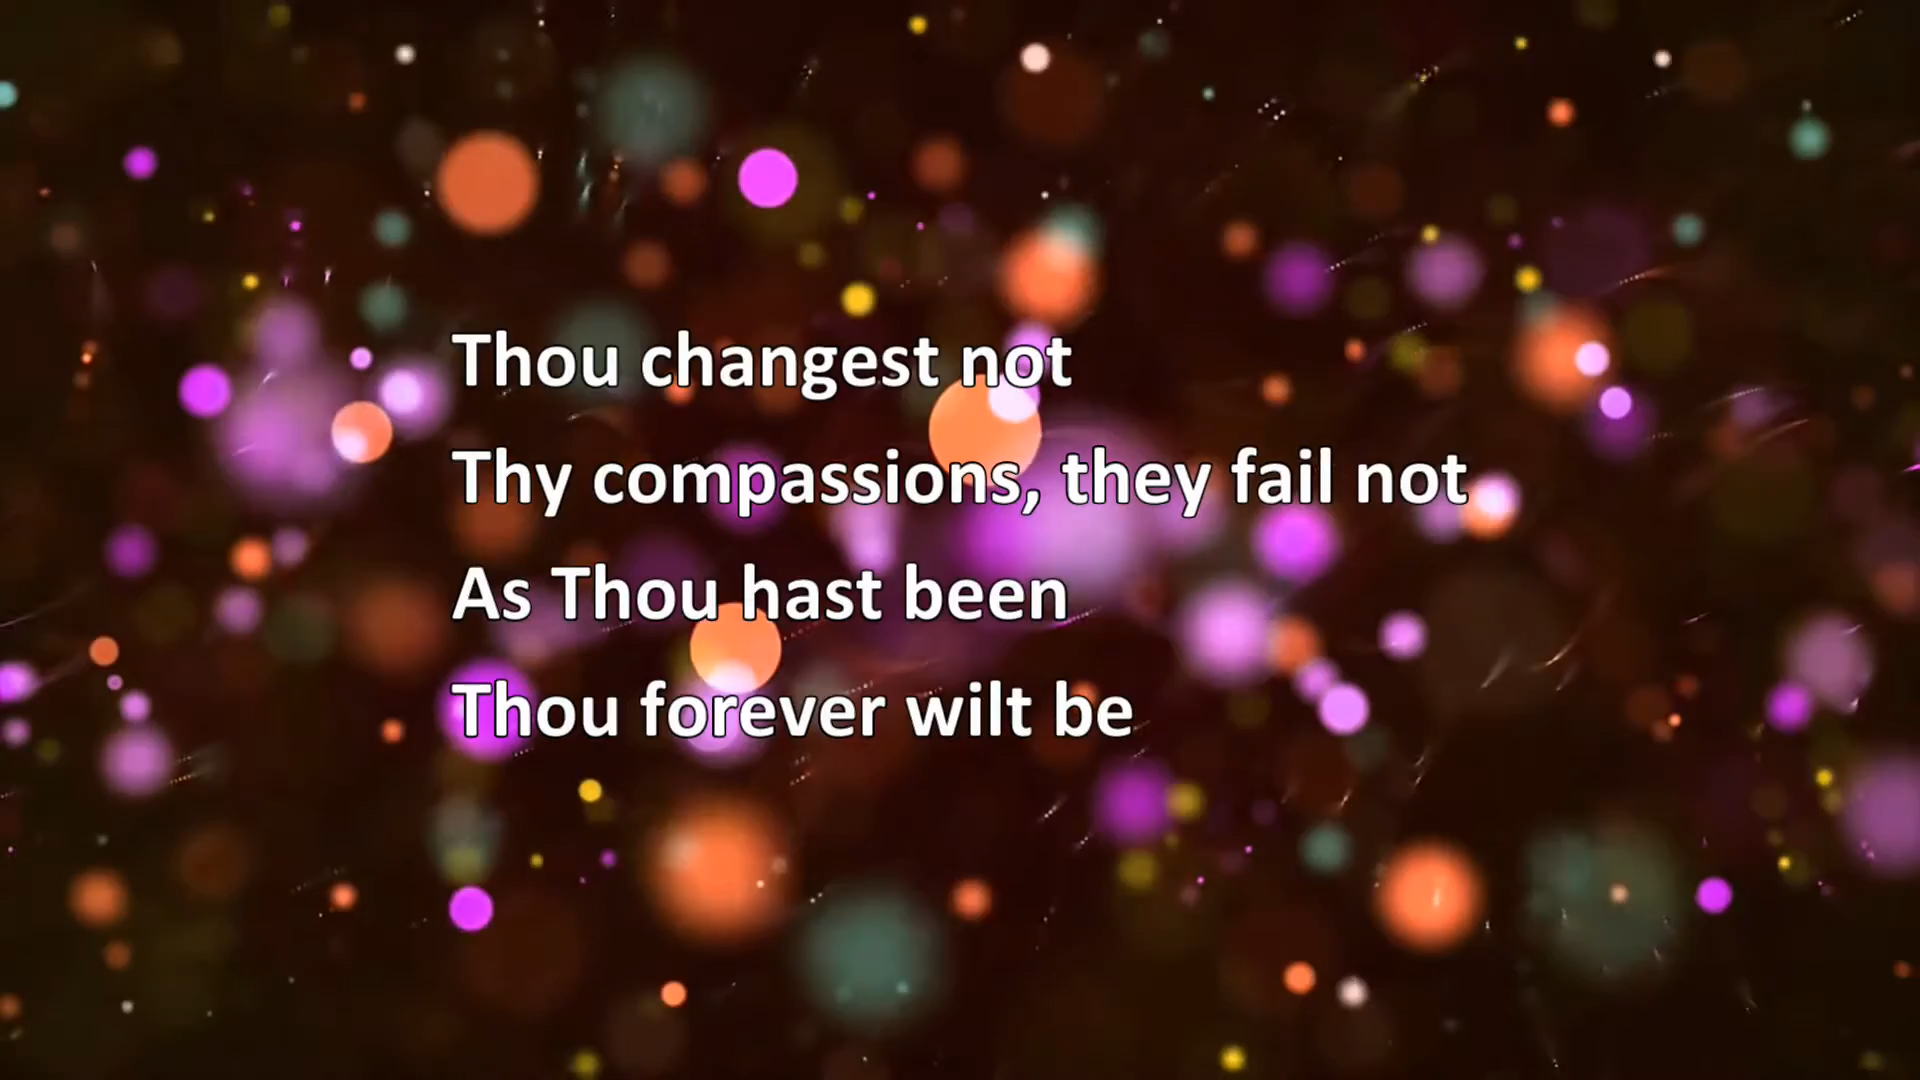 Thou changest not
Thy compassions, they fail not
As Thou hast been
Thou forever wilt be